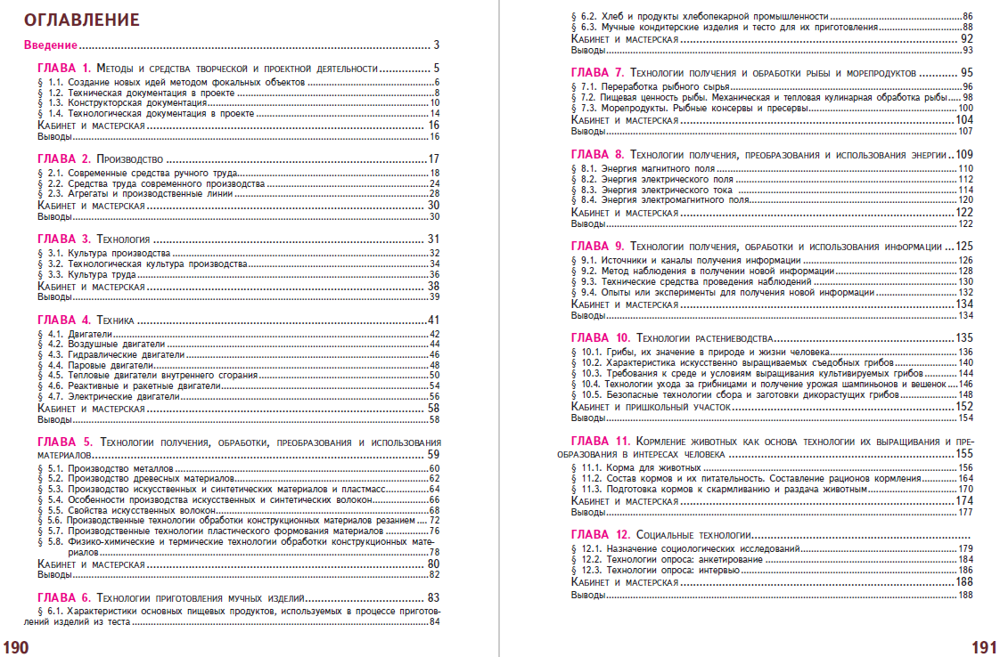 ОГЛАВЛЕНИЕ
Введение 3
ГЛАВА 1. Методы и средства творческой и проектной деятельности 5
§ 1.1. Создание новых идей методом фокальных объектов 6
§ 1.2. Техническая документация в проекте 8
§ 1.3. Конструкторская документация 10
§ 1.4. Технологическая документация в проекте 14
Кабинет и мастерская 16
Выводы 16
ГЛАВА 2. Производство 17
§ 2.1. Современные средства ручного труда 18
§ 2.2. Средства труда современного производства 24
§ 2.3. Агрегаты и производственные линии 28
Кабинет и мастерская 30
Выводы 30
ГЛАВА 3. Технология 31
§ 3.1. Культура производства 32
§ 3.2. Технологическая культура производства 34
§ 3.3. Культура труда 36
Кабинет и мастерская 38
Выводы 39
ГЛАВА 4. Техника 41
§ 4.1. Двигатели 42
§ 4.2. Воздушные двигатели 44
§ 4.3. Гидравлические двигатели 46
§ 4.4. Паровые двигатели 48
§ 4.5. Тепловые двигатели внутреннего сгорания 50
§ 4.6. Реактивные и ракетные двигатели 54
§ 4.7. Электрические двигатели 56
Кабинет и мастерская 58
Выводы 58
ГЛАВА 5. Технологии получения, обработки, преобразования и использования
материалов 59
§ 5.1. Производство металлов 60
§ 5.2. Производство древесных материалов 62
§ 5.3. Производство искусственных и синтетических материалов и пластмасс 64
§ 5.4. Особенности производства искусственных и синтетических волокон 66
§ 5.5. Свойства искусственных волокон 68
§ 5.6. Производственные технологии обработки конструкционных материалов резанием 72
§ 5.7. Производственные технологии пластического формования материалов 76
§ 5.8. Физико-химические и термические технологии обработки конструкционных мате-
риалов 78
Кабинет и мастерская 80
Выводы 82
ГЛАВА 6. Технологии приготовления мучных изделий 83
§ 6.1. Характеристики основных пищевых продуктов, используемых в процессе приготов-
лений изделий из теста 84
190
§ 6.2. Хлеб и продукты хлебопекарной промышленности 86
§ 6.3. Мучные кондитерские изделия и тесто для их приготовления 88
Кабинет и мастерская 92
Выводы 93
ГЛАВА 7. Технологии получения и обработки рыбы и морепродуктов 95
§ 7.1. Переработка рыбного сырья 96
§ 7.2. Пищевая ценность рыбы. Механическая и тепловая кулинарная обработка рыбы 98
§ 7.3. Морепродукты. Рыбные консервы и пресервы 100
Кабинет и мастерская 104
Выводы 107
ГЛАВА 8. Технологии получения, преобразования и использования энергии 109
§ 8.1. Энергия магнитного поля 110
§ 8.2. Энергия электрического поля 112
§ 8.3. Энергия электрического тока 114
§ 8.4. Энергия электромагнитного поля 120
Кабинет и мастерская 122
Выводы 122
ГЛАВА 9. Технологии получения, обработки и использования информации 125
§ 9.1. Источники и каналы получения информации 126
§ 9.2. Метод наблюдения в получении новой информации 128
§ 9.3. Технические средства проведения наблюдений 130
§ 9.4. Опыты или эксперименты для получения новой информации 132
Кабинет и мастерская 134
Выводы 134
ГЛАВА 10. Технологии растениеводства 135
§ 10.1. Грибы, их значение в природе и жизни человека 136
§ 10.2. Характеристика искусственно выращиваемых съедобных грибов 140
§ 10.3. Требования к среде и условиям выращивания культивируемых грибов 144
§ 10.4. Технологии ухода за грибницами и получение урожая шампиньонов и вешенок 146
§ 10.5. Безопасные технологии сбора и заготовки дикорастущих грибов 148
Кабинет и пришкольный участок 152
Выводы 154
ГЛАВА 11. Кормление животных как основа технологии их выращивания и пре-
образования в интересах человека 155
§ 11.1. Корма для животных 156
§ 11.2. Состав кормов и их питательность. Составление рационов кормления 164
§ 11.3. Подготовка кормов к скармливанию и раздача животным 170
Кабинет и мастерская 174
Выводы 177
ГЛАВА 12. Социальные технологии
§ 12.1. Назначение социологических исследований 179
§ 12.2. Технологии опроса: анкетирование 184
§ 12.3. Технологии опроса: интервью 186
Кабинет и мастерская 188
Выводы 188
191